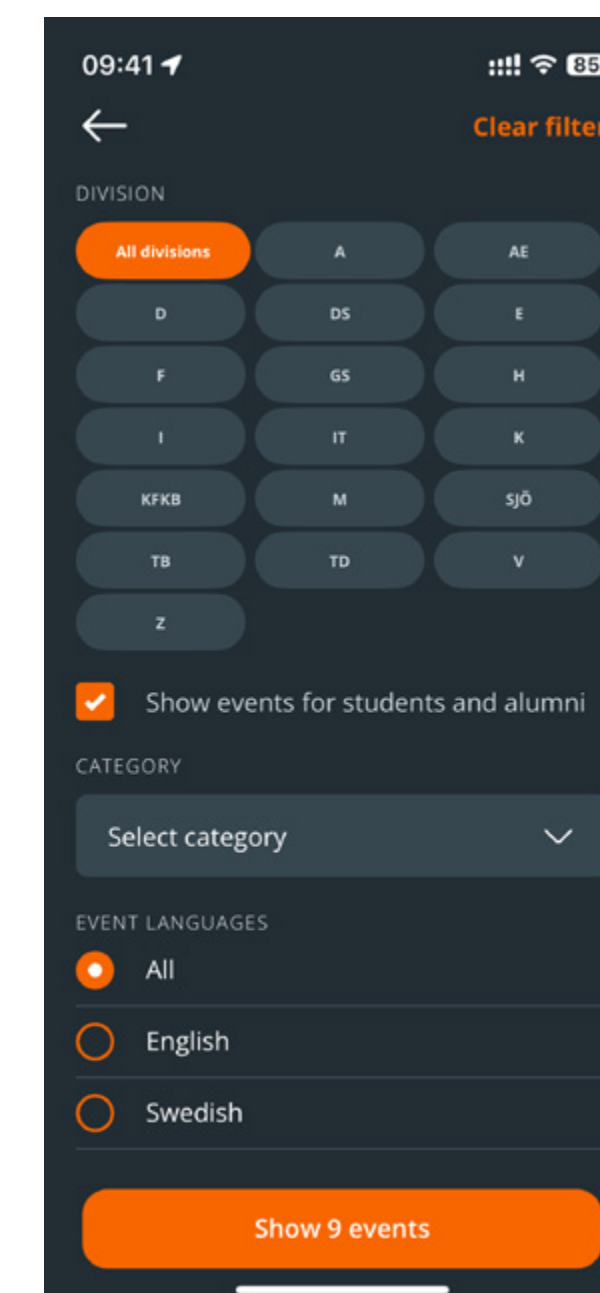 09:41 85
Clear filter
DIVISION
All divisions A AE
D DS E
F GS H
I IT K
KFKB M SJÖ
TB TD V
Z
Show events for students and alumni
CATEGORY
Select category
EVENT LANGUAGES
All
English
Swedish
Show 9 events